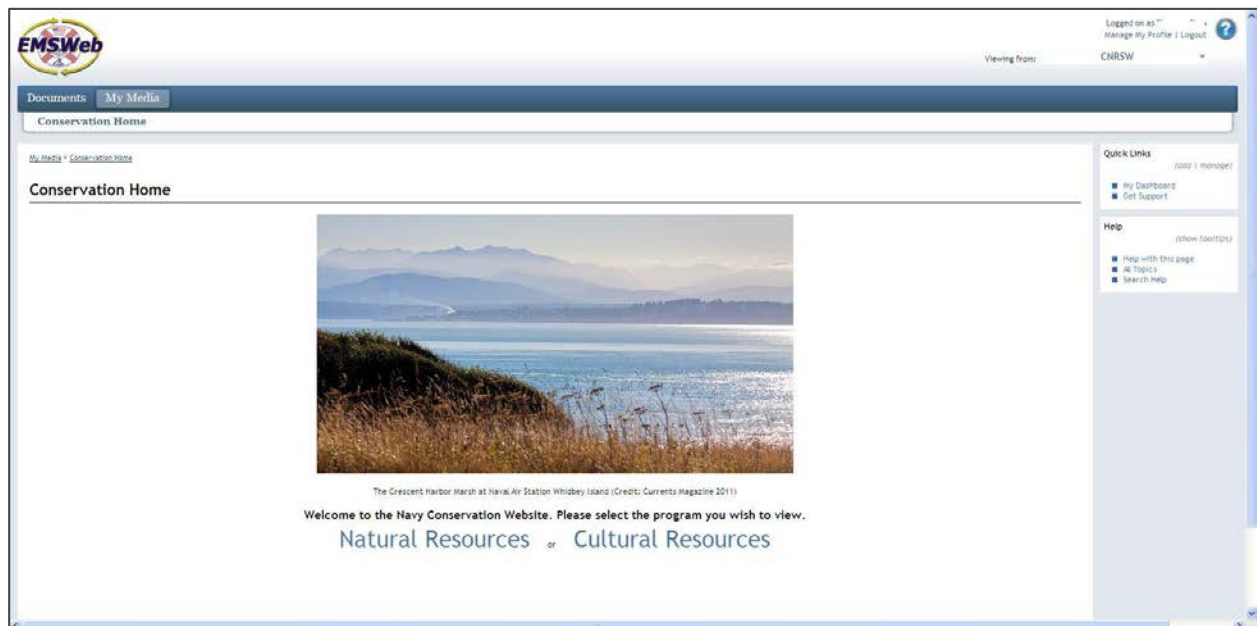 EMSWeb
Logged on as
Manage My Profile | Logout
?
Viewing from: CNRSW
Documents My Media
Conservation Home
My Media > Conservation Home
Conservation Home
The Crescent Harbor Marsh at Naval Air Station Whidbey Island (Credit: Currents Magazine 2011)
Welcome to the Navy Conservation Website. Please select the program you wish to view.
Natural Resources or Cultural Resources
Quick Links
(add | manage)
My Dashboard
Get Support
Help
(show tooltips)
Help with this page
All Topics
Search Help